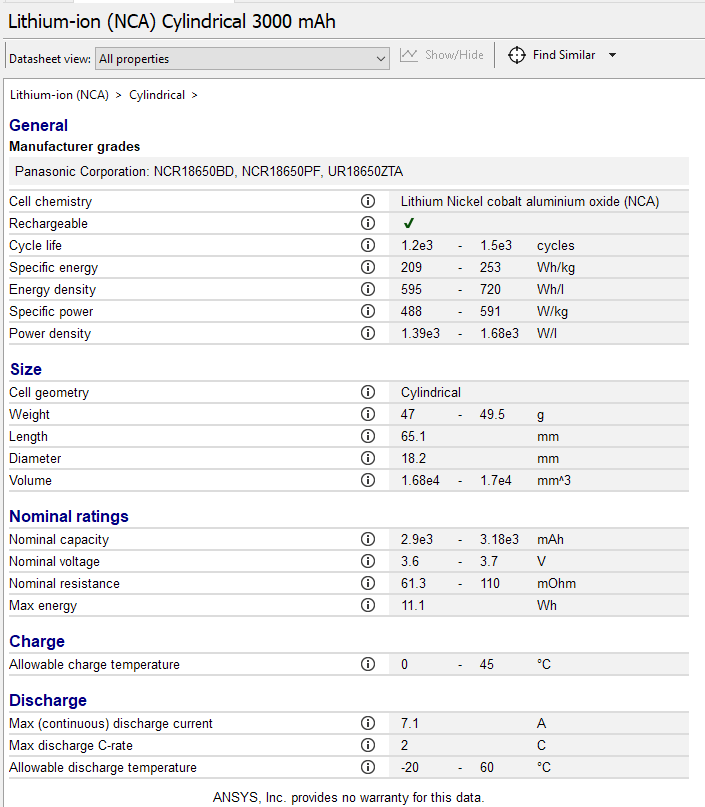 Lithium-ion (NCA) Cylindrical 3000 mAh
Datasheet view: All properties Show/Hide Find Similar
Lithium-ion (NCA) > Cylindrical >
General
Manufacturer grades
Panasonic Corporation: NCR18650BD, NCR18650PF, UR18650ZTA
Cell chemistry Lithium Nickel cobalt aluminium oxide (NCA)
Rechargeable ✔
Cycle life 1.2e3 - 1.5e3 cycles
Specific energy 209 - 253 Wh/kg
Energy density 595 - 720 Wh/l
Specific power 488 - 591 W/kg
Power density 1.39e3 - 1.68e3 W/l
Size
Cell geometry Cylindrical
Weight 47 - 49.5 g
Length 65.1 mm
Diameter 18.2 mm
Volume 1.68e4 - 1.7e4 mm^3
Nominal ratings
Nominal capacity 2.9e3 - 3.18e3 mAh
Nominal voltage 3.6 - 3.7 V
Nominal resistance 61.3 - 110 mOhm
Max energy 11.1 Wh
Charge
Allowable charge temperature 0 - 45 °C
Discharge
Max (continuous) discharge current 7.1 A
Max discharge C-rate 2 C
Allowable discharge temperature -20 - 60 °C
ANSYS, Inc. provides no warranty for this data.